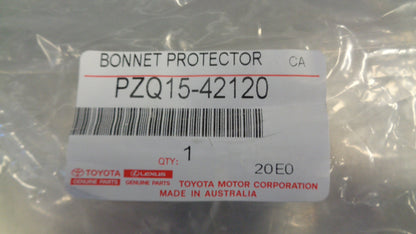 BONNET PROTECTOR CA
PZQ15-42120
QTY: 1
20E0
TOYOTA LEXUS
GENUINE PARTS GENUINE PARTS TOYOTA MOTOR CORPORATION
MADE IN AUSTRALIA